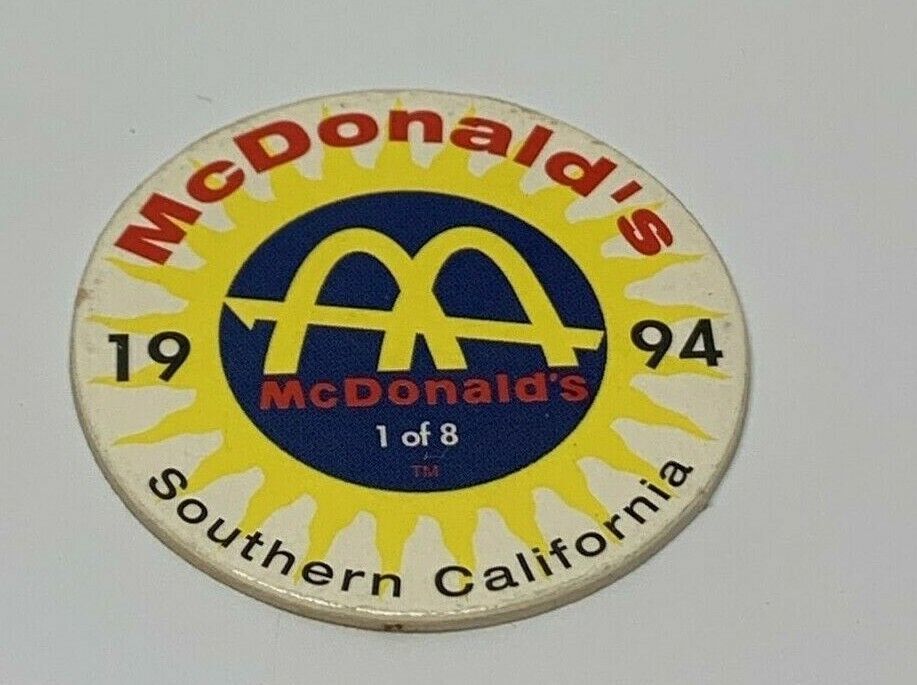 McDonald's
19 94
McDonald's
1 of 8
TM
Southern California